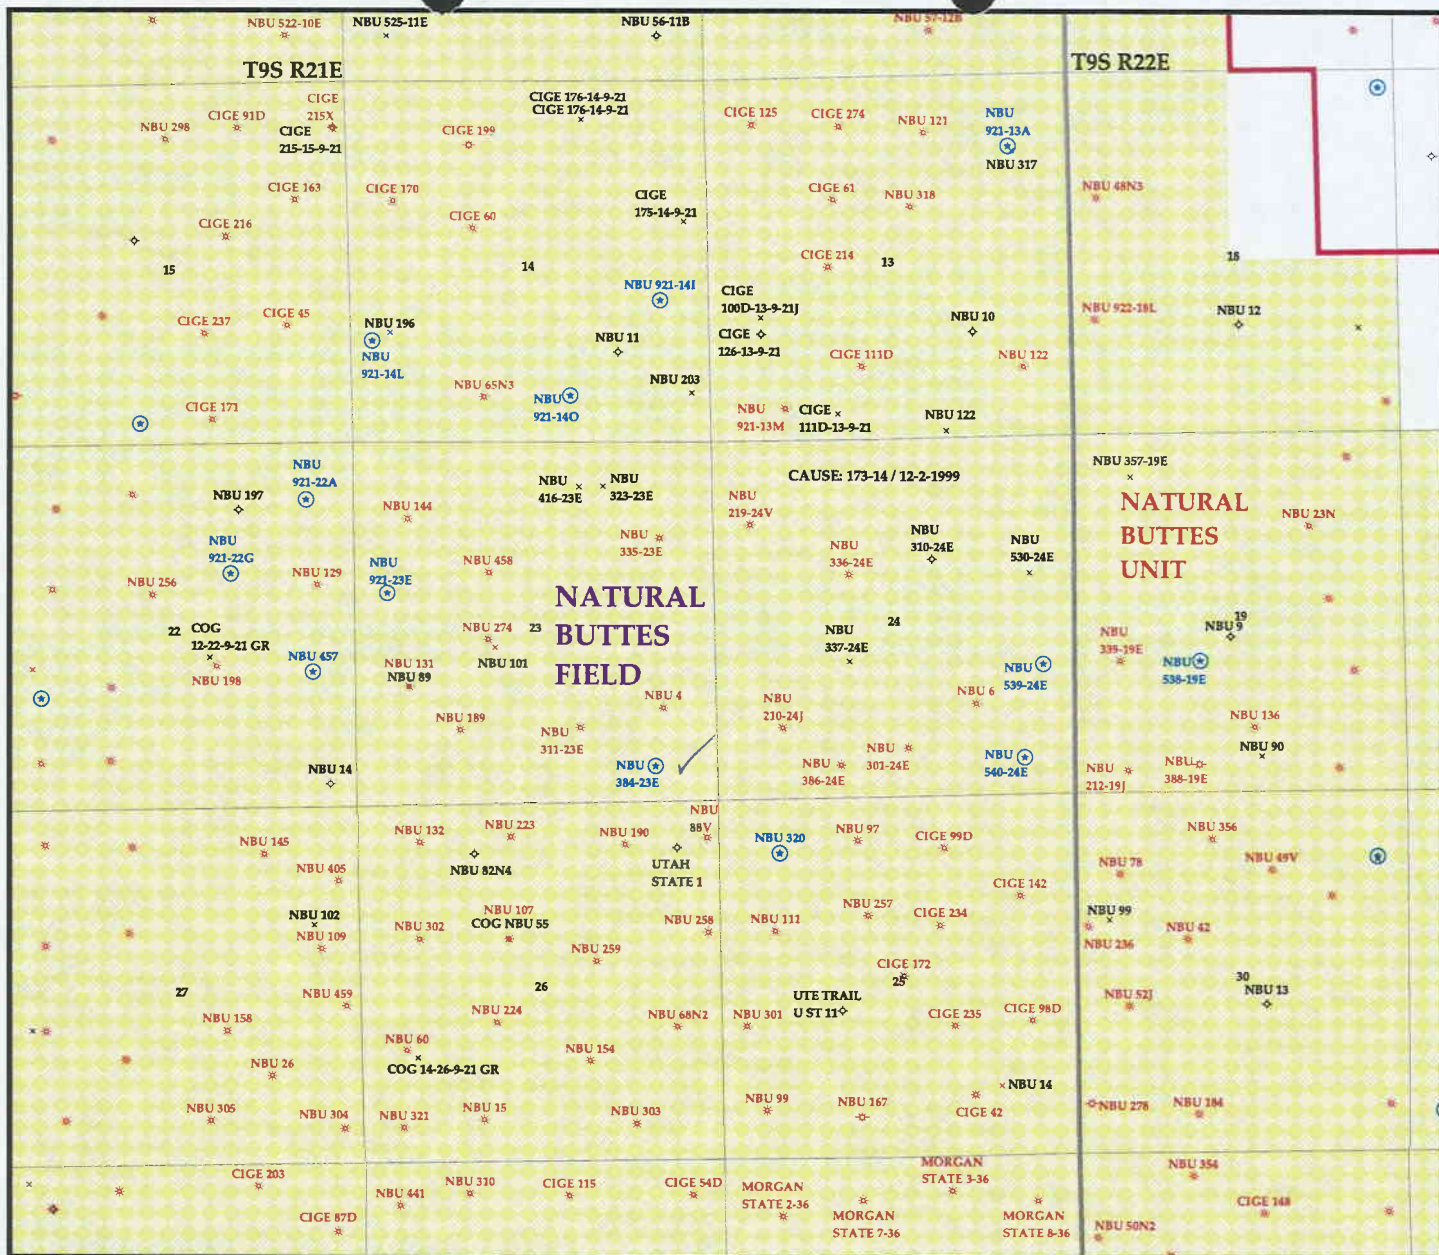 NBU 522-10E
NBU 525-11E
NBU 56-11B
NBU 57-12B
T9S R21E
T9S R22E
CIGE
215X
CIGE 91D
NBU 298
CIGE
215-15-9-21
CIGE 199
CIGE 176-14-9-21
CIGE 176-14-9-21
CIGE 125
CIGE 274
NBU 121
NBU
921-13A
NBU 317
CIGE 163
CIGE 170
CIGE 216
CIGE 60
CIGE
175-14-9-21
CIGE 61
NBU 318
NBU 48N3
15
14
CIGE 214
13
18
NBU 921-14I
CIGE
100D-13-9-21J
CIGE 237
CIGE 45
NBU 196
NBU
921-14L
NBU 11
CIGE
126-13-9-21
NBU 10
NBU 922-18L
NBU 12
CIGE 111D
NBU 122
NBU 65N3
NBU 203
NBU
921-14O
CIGE 171
NBU
921-13M
CIGE
111D-13-9-21
NBU 122
NBU
921-22A
NBU 197
NBU 144
NBU
416-23E
NBU
323-23E
CAUSE: 173-14 / 12-2-1999
NBU
219-24V
NBU 357-19E
NATURAL
BUTTES
UNIT
NBU 23N
NBU
335-23E
NBU
921-22G
NBU 256
NBU 129
NBU
921-23E
NBU 458
NBU
336-24E
NBU
310-24E
NBU
530-24E
NATURAL
BUTTES
FIELD
22
COG
12-22-9-21 GR
NBU 198
NBU 457
NBU 274
23
NBU 101
NBU 131
NBU 89
24
NBU
337-24E
NBU
539-24E
NBU
339-19E
19
NBU 9
NBU
538-19E
NBU 189
NBU
311-23E
NBU 4
NBU
210-24J
NBU 6
NBU 136
NBU 14
NBU
384-23E
NBU
386-24E
NBU
301-24E
NBU
540-24E
NBU
212-19J
NBU
388-19E
NBU 90
NBU 145
NBU 405
NBU 132
NBU 223
NBU 82N4
NBU 190
NBU
88V
UTAH
STATE 1
NBU 320
NBU 97
CIGE 99D
NBU 356
NBU 78
NBU 49V
CIGE 142
NBU 102
NBU 109
NBU 302
NBU 107
COG NBU 55
NBU 259
NBU 258
NBU 111
NBU 257
CIGE 234
NBU 99
NBU 236
NBU 42
27
NBU 459
26
CIGE 172
25
30
NBU 13
NBU 52J
NBU 158
NBU 224
NBU 68N2
NBU 301
UTE TRAIL
U ST 11
CIGE 235
CIGE 98D
NBU 26
NBU 60
COG 14-26-9-21 GR
NBU 154
NBU 14
NBU 305
NBU 304
NBU 321
NBU 15
NBU 303
NBU 99
NBU 167
CIGE 42
NBU 278
NBU 184
CIGE 203
CIGE 87D
NBU 441
NBU 310
CIGE 115
CIGE 54D
MORGAN
STATE 2-36
MORGAN
STATE 7-36
MORGAN
STATE 3-36
MORGAN
STATE 8-36
NBU 354
CIGE 148
NBU 50N2